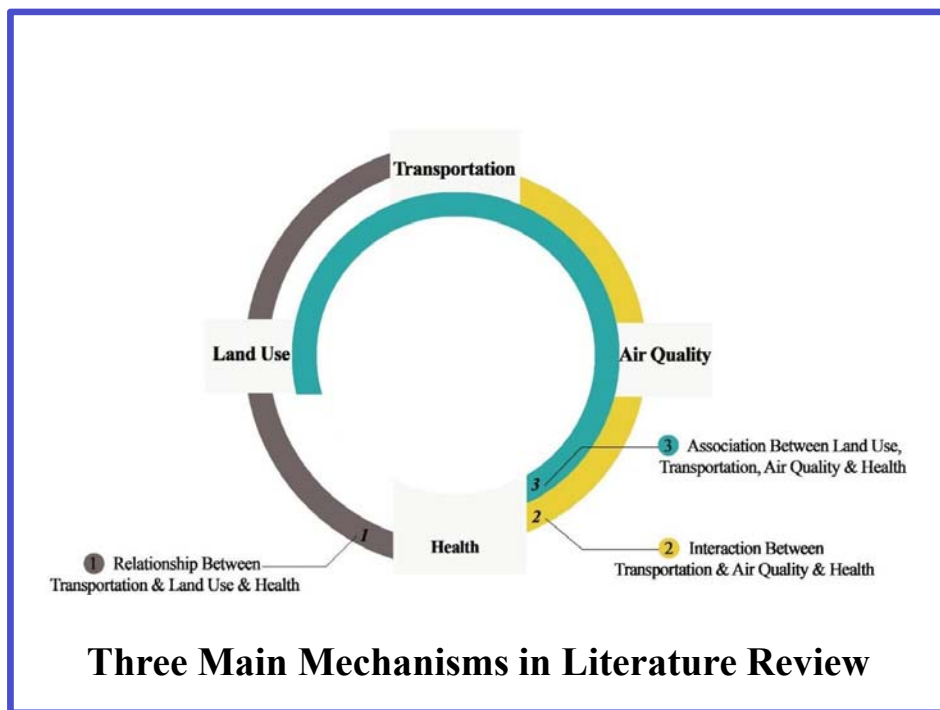 Transportation
Land Use
Air Quality
3 Association Between Land Use,
Transportation, Air Quality & Health
3
2
1
Health
2 Interaction Between
Transportation & Air Quality & Health
1 Relationship Between
Transportation & Land Use & Health
Three Main Mechanisms in Literature Review